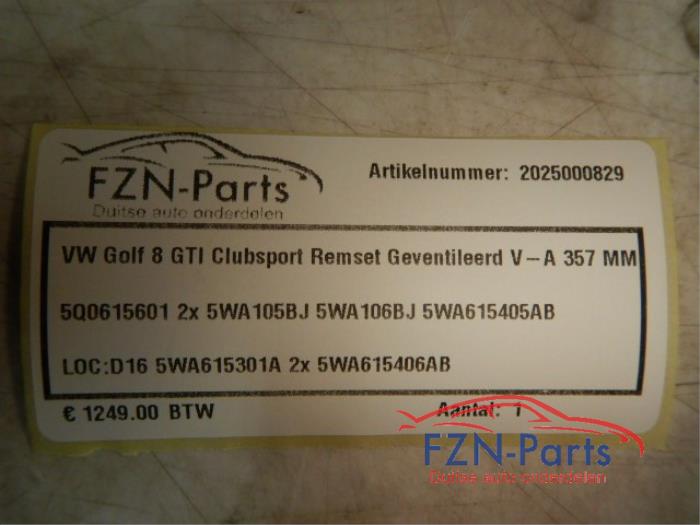 FZN-Parts
Duitse auto onderdelen
Artikelnummer: 2025000829
VW Golf 8 GTI Clubsport Remset Geventileerd V-A 357 MM
5Q0615601 2x 5WA105BJ 5WA106BJ 5WA615405AB
LOC:D16 5WA615301A 2x 5WA615406AB
€ 1249.00 BTW
Aantal: 1
FZN-Parts
Duitse auto onderdelen